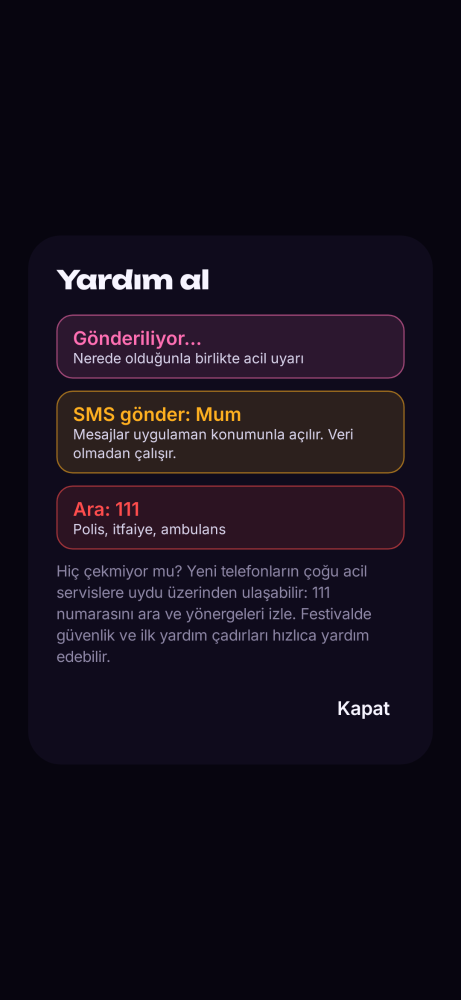 Yardım al
Gönderiliyor...
Nerede olduğunla birlikte acil uyarı
SMS gönder: Mum
Mesajlar uygulaman konumunla açılır. Veri
olmadan çalışır.
Ara: 111
Polis, itfaiye, ambulans
Hiç çekmiyor mu? Yeni telefonların çoğu acil
servislere uydu üzerinden ulaşabilir: 111
numarasını ara ve yönergeleri izle. Festivalde
güvenlik ve ilk yardım çadırları hızlıca yardım
edebilir.
Kapat